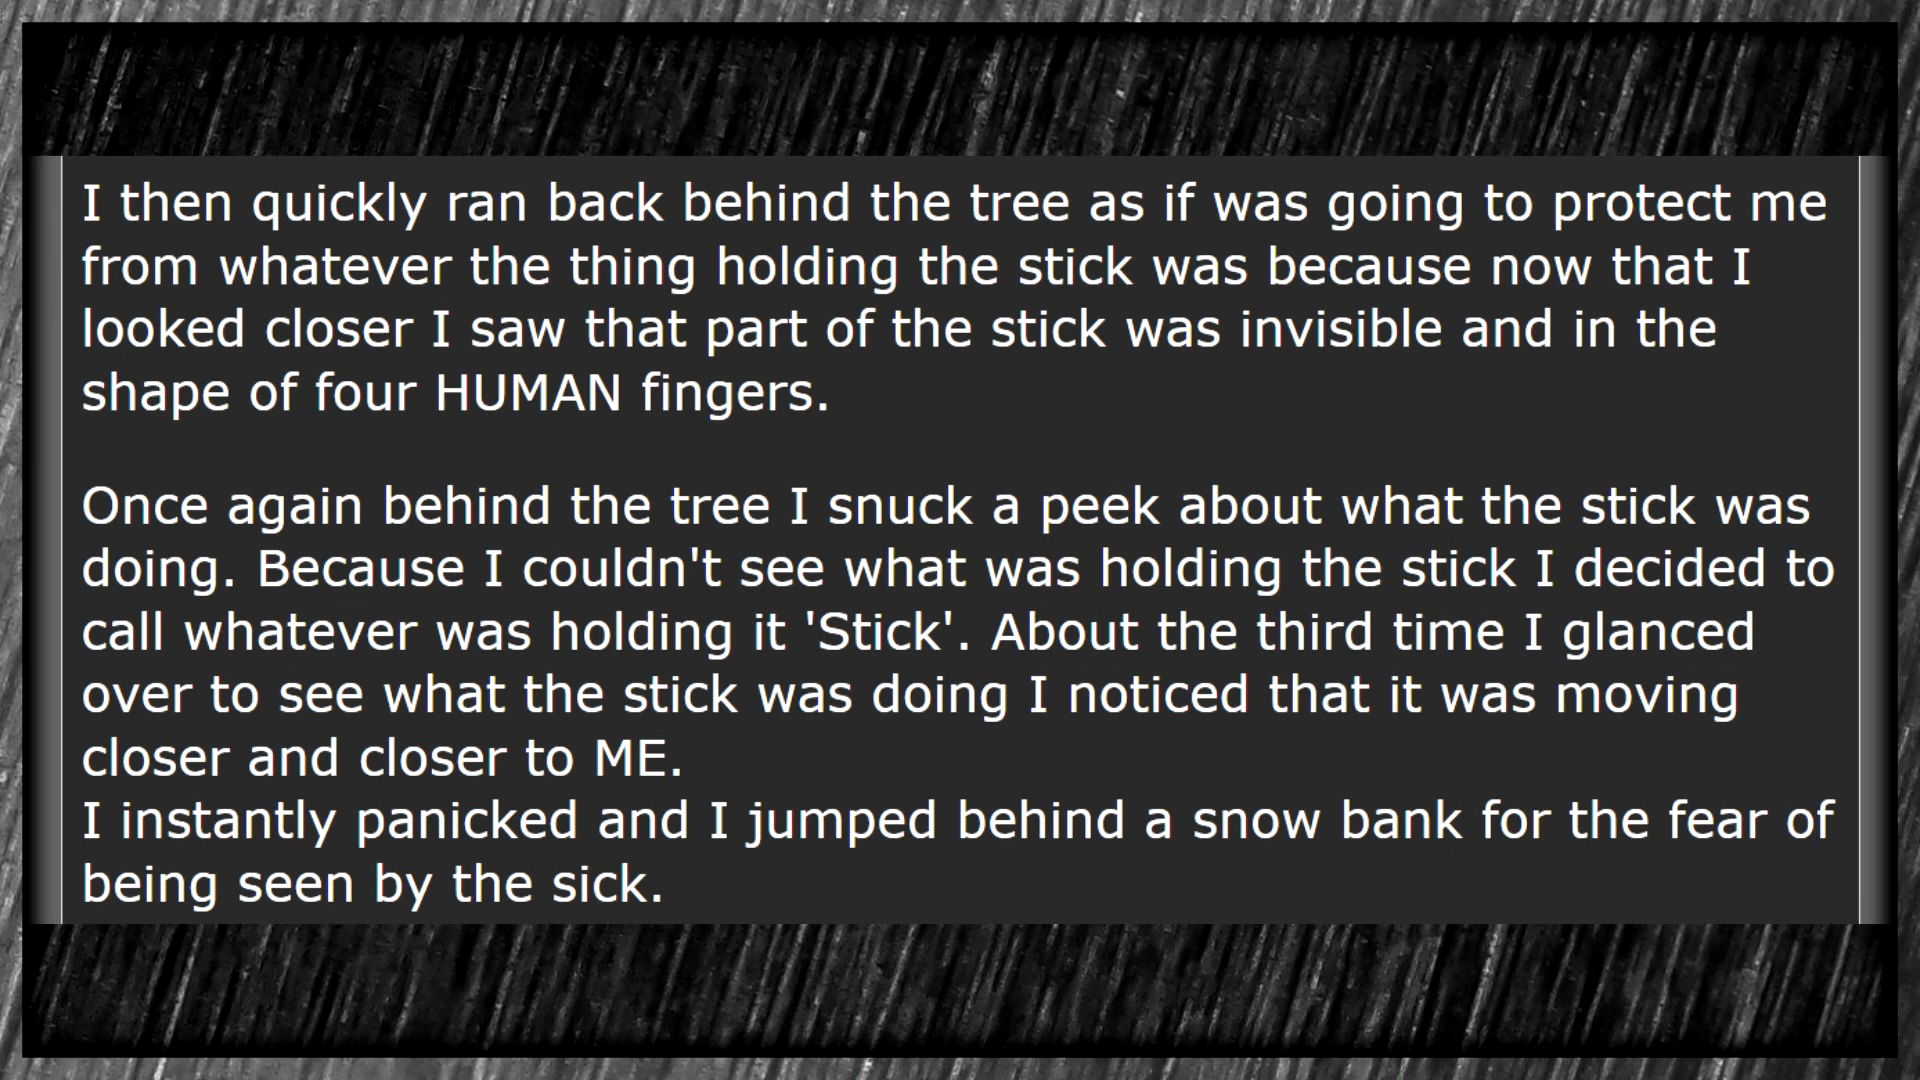 I then quickly ran back behind the tree as if was going to protect me
from whatever the thing holding the stick was because now that I
looked closer I saw that part of the stick was invisible and in the
shape of four HUMAN fingers.
Once again behind the tree I snuck a peek about what the stick was
doing. Because I couldn't see what was holding the stick I decided to
call whatever was holding it 'Stick'. About the third time I glanced
over to see what the stick was doing I noticed that it was moving
closer and closer to ME.
I instantly panicked and I jumped behind a snow bank for the fear of
being seen by the sick.